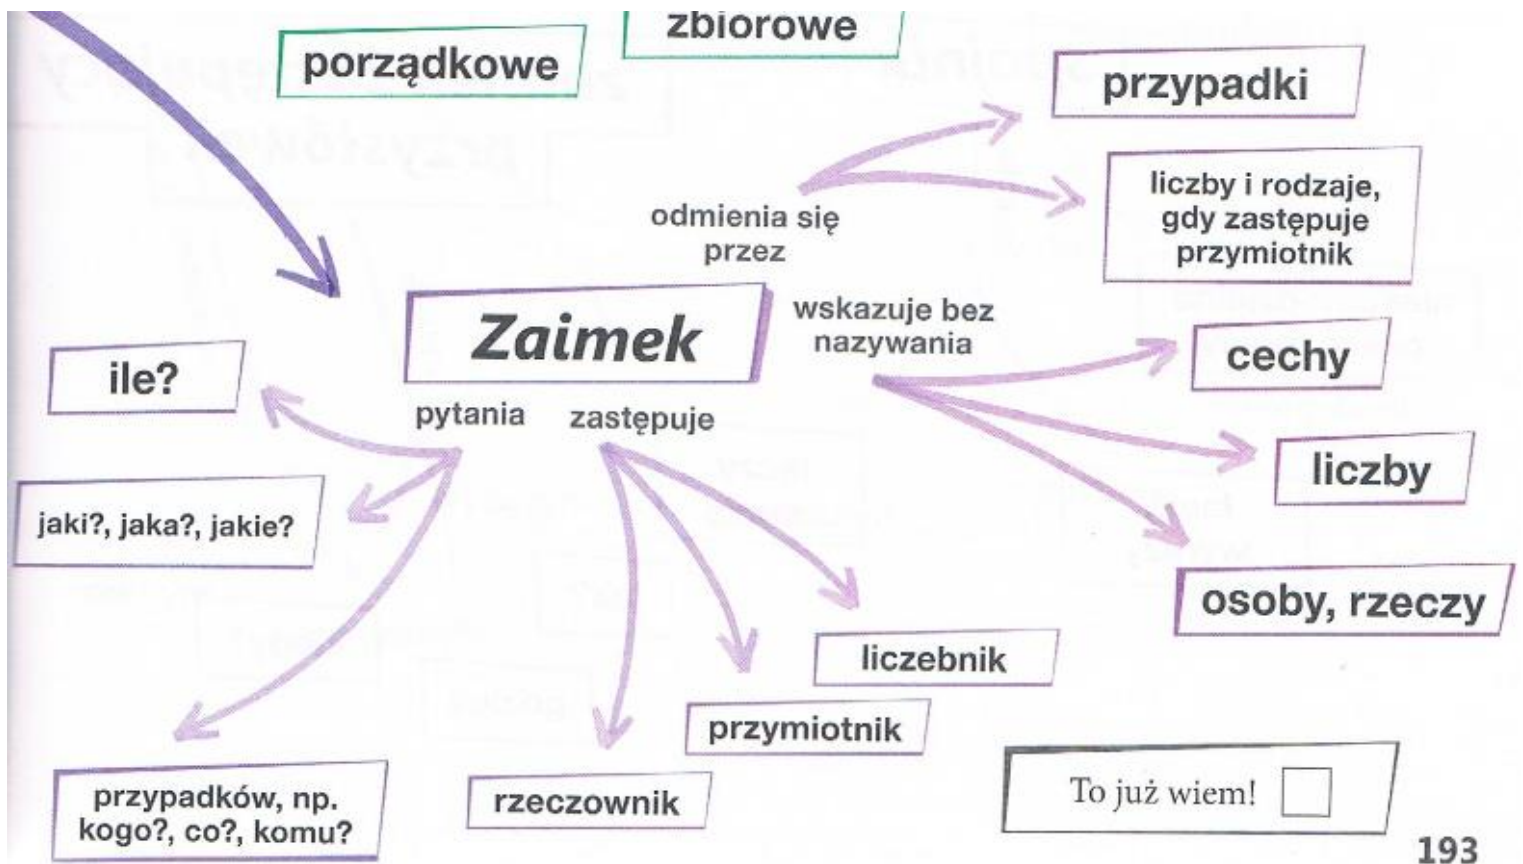 zbiorowe
porządkowe
przypadki
odmienia się
przez
liczby i rodzaje,
gdy zastępuje
przymiotnik
Zaimek
wskazuje bez
nazywania
cechy
liczby
osoby, rzeczy
pytania
zastępuje
ile?
jaki?, jaka?, jakie?
przypadków, np.
kogo?, co?, komu?
rzeczownik
przymiotnik
liczebnik
To już wiem!
193